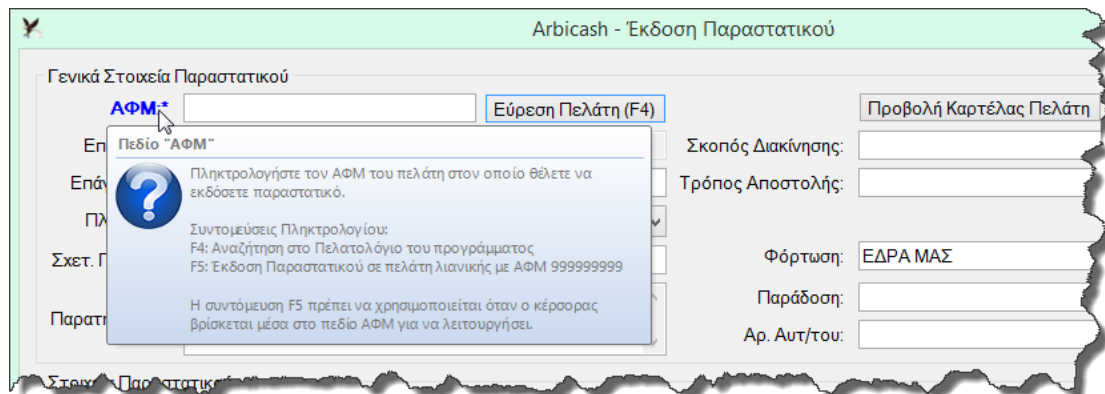 Arbicash - Έκδοση Παραστατικού
Γενικά Στοιχεία Παραστατικού
ΑΦΜ:* Εύρεση Πελάτη (F4) Προβολή Καρτέλας Πελάτη
Σκοπός Διακίνησης:
Τρόπος Αποστολής:
Σχετ.
Φόρτωση: ΕΔΡΑ ΜΑΣ
Παράδοση:
Αρ. Αυτ/του:
Πεδίο "ΑΦΜ"
Πληκτρολογήστε τον ΑΦΜ του πελάτη στον οποίο θέλετε να
εκδόσετε παραστατικό.
Συντομεύσεις Πληκτρολογίου:
F4: Αναζήτηση στο Πελατολόγιο του προγράμματος
F5: Έκδοση Παραστατικού σε πελάτη λιανικής με ΑΦΜ 999999999
Η συντόμευση F5 πρέπει να χρησιμοποιείται όταν ο κέρσορας
βρίσκεται μέσα στο πεδίο ΑΦΜ για να λειτουργήσει.